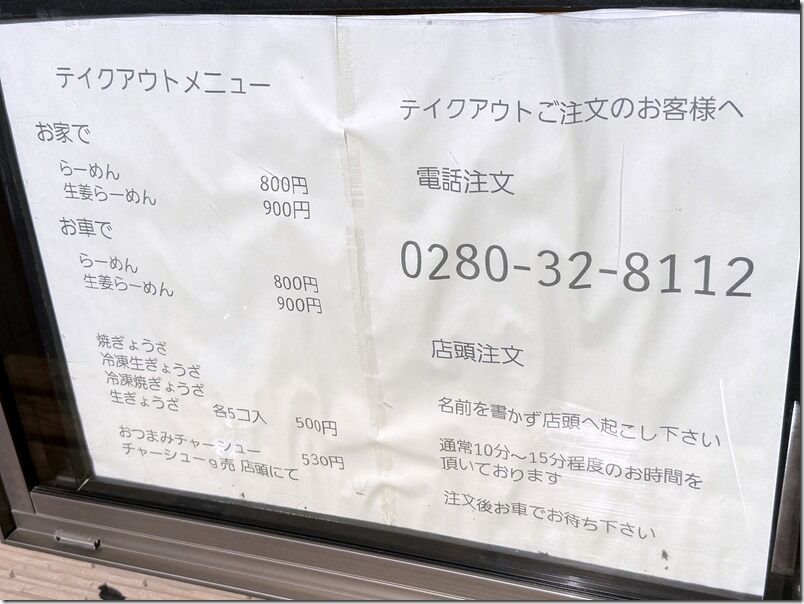 テイクアウトメニュー
お家で
らーめん 800円
生姜らーめん 900円
お車で
らーめん 800円
生姜らーめん 900円
焼ぎょうざ
冷凍生ぎょうざ
冷凍焼ぎょうざ
生ぎょうざ 各5コ入 500円
おつまみチャーシュー 530円
チャーシューg売 店頭にて
テイクアウトご注文のお客様へ
電話注文
0280-32-8112
店頭注文
名前を書かず店頭へ起こし下さい
通常10分～15分程度のお時間を
頂いております
注文後お車でお待ち下さい